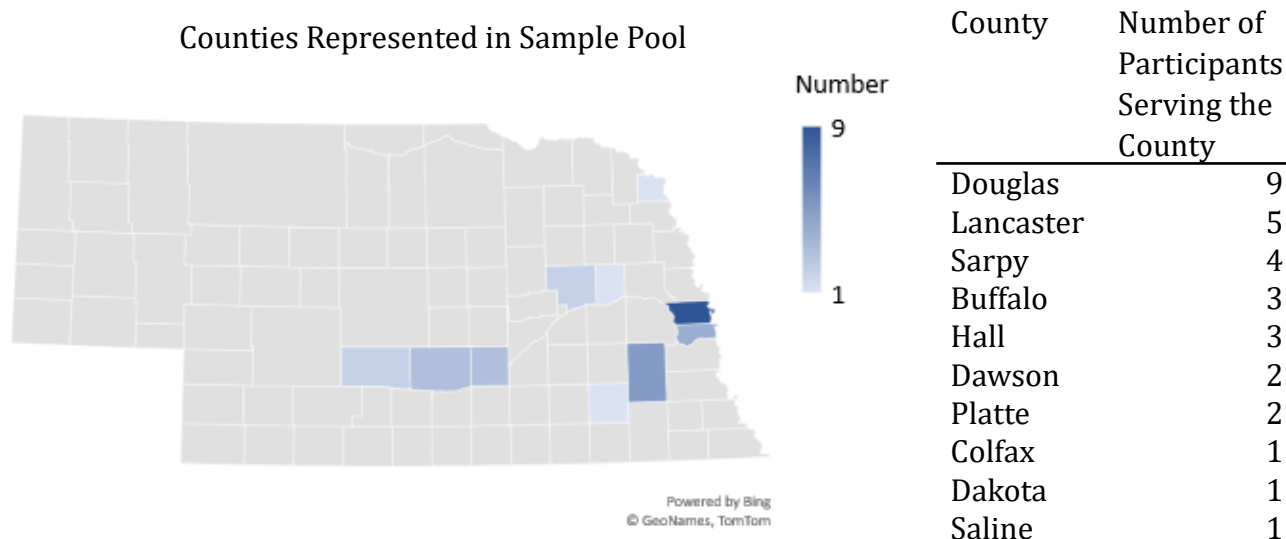 Counties Represented in Sample Pool
Number
9
1
Powered by Bing
© GeoNames, TomTom
County Number of
Participants
Serving the
County
Douglas 9
Lancaster 5
Sarpy 4
Buffalo 3
Hall 3
Dawson 2
Platte 2
Colfax 1
Dakota 1
Saline 1